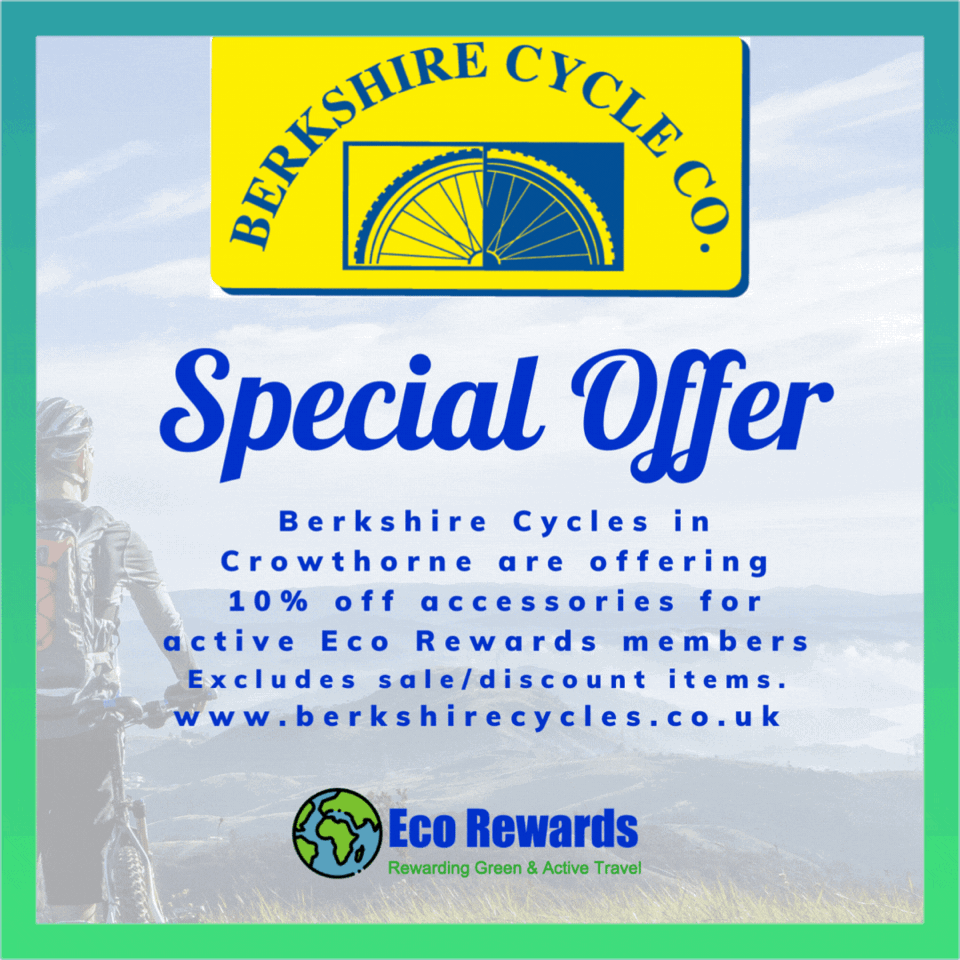 BERKSHIRE CYCLE CO.
Special Offer
Berkshire Cycles in
Crowthorne are offering
10% off accessories for
active Eco Rewards members
Excludes sale/discount items.
www.berkshirecycles.co.uk
Eco Rewards
Rewarding Green & Active Travel